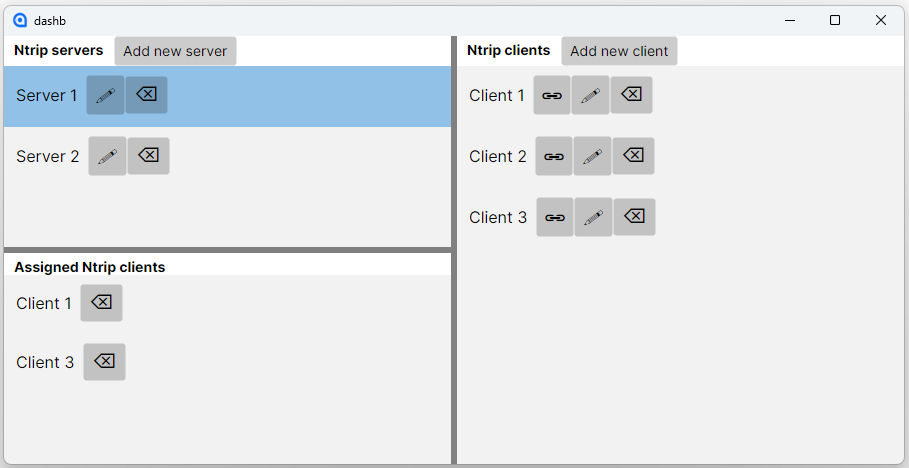 dashb
Ntrip servers Add new server
Server 1
Server 2
Assigned Ntrip clients
Client 1
Client 3
Ntrip clients Add new client
Client 1
Client 2
Client 3